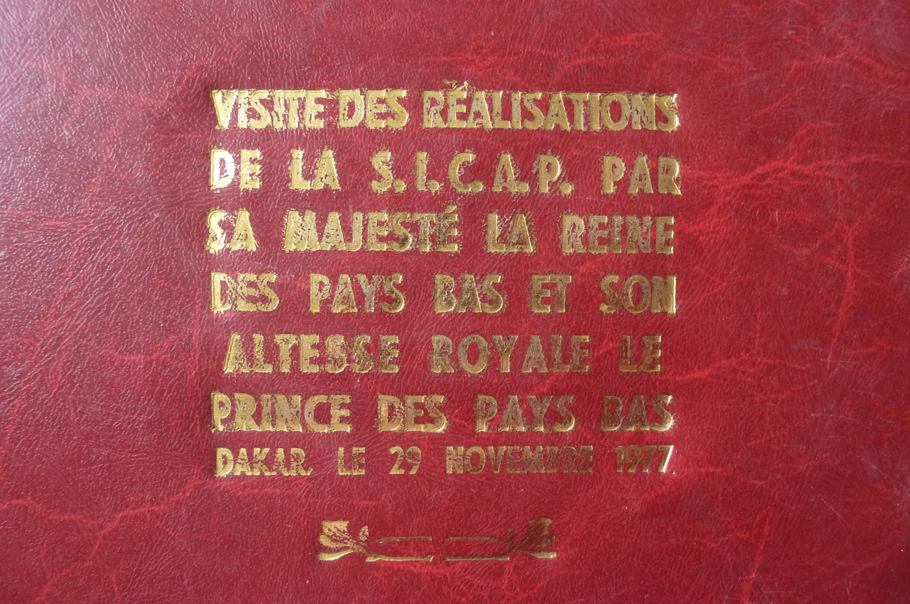 VISITE DES RÉALISATIONS
DE LA S.I.C.A.P. PAR
SA MAJESTÉ LA REINE
DES PAYS BAS ET SON
ALTESSE ROYALE LE
PRINCE DES PAYS BAS
DAKAR, LE 29 NOVEMBRE 1977